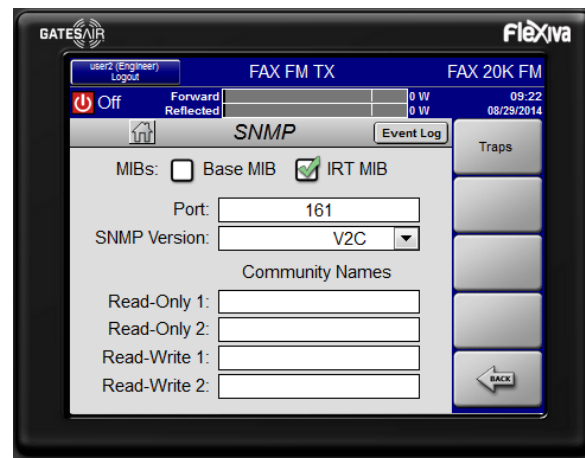 GATESAIR
Flexiva
user2 (Engineer)
Logout
FAX FM TX
FAX 20K FM
Off
Forward
0 W
Reflected
0 W
09:22
08/29/2014
SNMP
Event Log
Traps
MIBs:
Base MIB
IRT MIB
Port:
161
SNMP Version:
V2C
Community Names
Read-Only 1:
Read-Only 2:
Read-Write 1:
Read-Write 2:
BACK